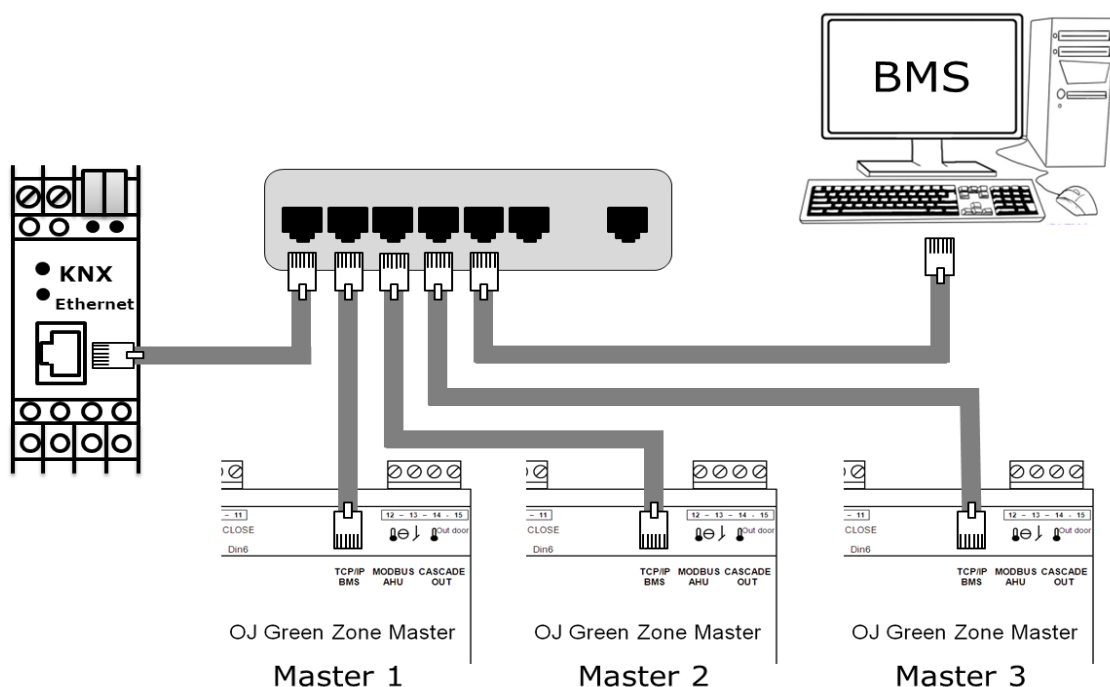 BMS
KNX
Ethernet
– 11
CLOSE
Din6
12 – 13 – 14 - 15
Out door
TCP/IP
BMS
MODBUS
AHU
CASCADE
OUT
OJ Green Zone Master
Master 1
– 11
CLOSE
Din6
12 – 13 – 14 - 15
Out door
TCP/IP
BMS
MODBUS
AHU
CASCADE
OUT
OJ Green Zone Master
Master 2
– 11
CLOSE
Din6
12 – 13 – 14 - 15
Out door
TCP/IP
BMS
MODBUS
AHU
CASCADE
OUT
OJ Green Zone Master
Master 3